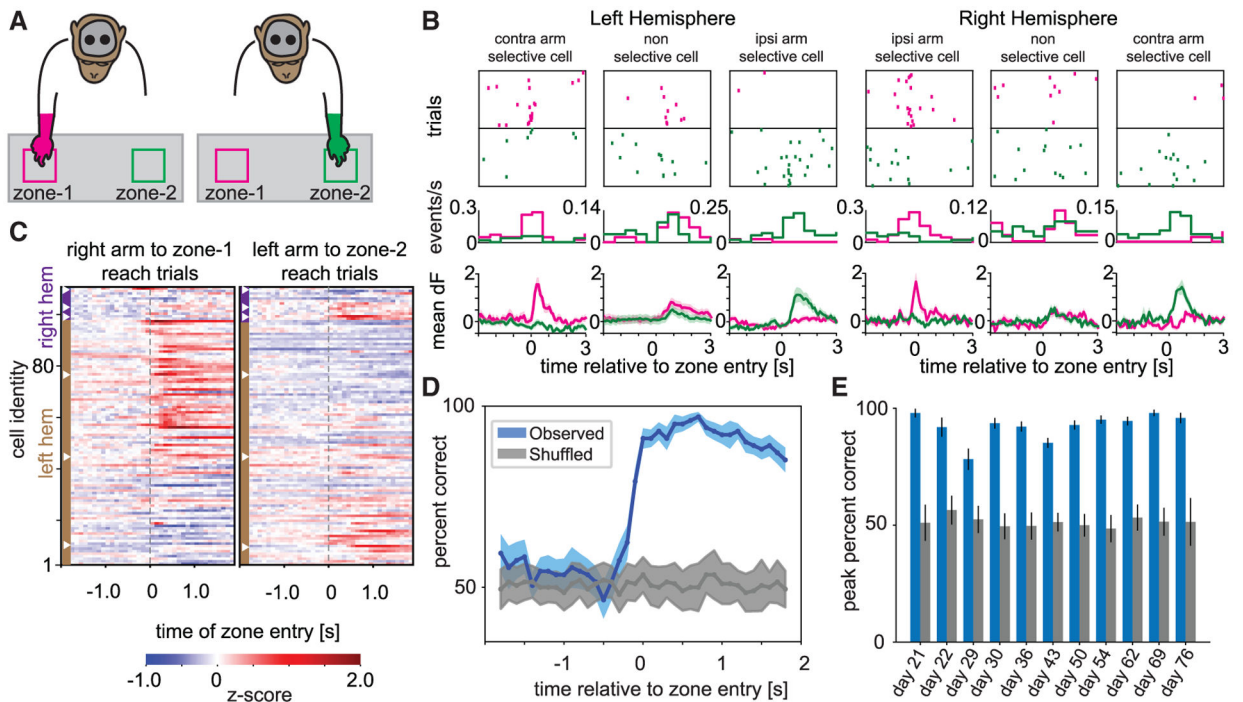 A
zone-1
zone-2
zone-1
zone-2
B
Left Hemisphere
Right Hemisphere
contra arm
selective cell
non
selective cell
ipsi arm
selective cell
ipsi arm
selective cell
non
selective cell
contra arm
selective cell
trials
events/s
0.3
0
0.14
0
0.25
0
0.3
0
0.12
0
0.15
0
mean dF
2
0
2
0
2
0
2
0
2
0
2
0
0
3
0
3
0
3
0
3
0
3
0
3
time relative to zone entry [s]
time relative to zone entry [s]
C
right arm to zone-1
reach trials
left arm to zone-2
reach trials
right hem
left hem
cell identity
80
1
-1.0
0
1.0
-1.0
0
1.0
time of zone entry [s]
-1.0
0
2.0
z-score
D
100
50
percent correct
Observed
Shuffled
-1
0
1
2
time relative to zone entry [s]
E
100
50
0
peak percent correct
day 21
day 22
day 29
day 30
day 36
day 43
day 50
day 54
day 62
day 69
day 76